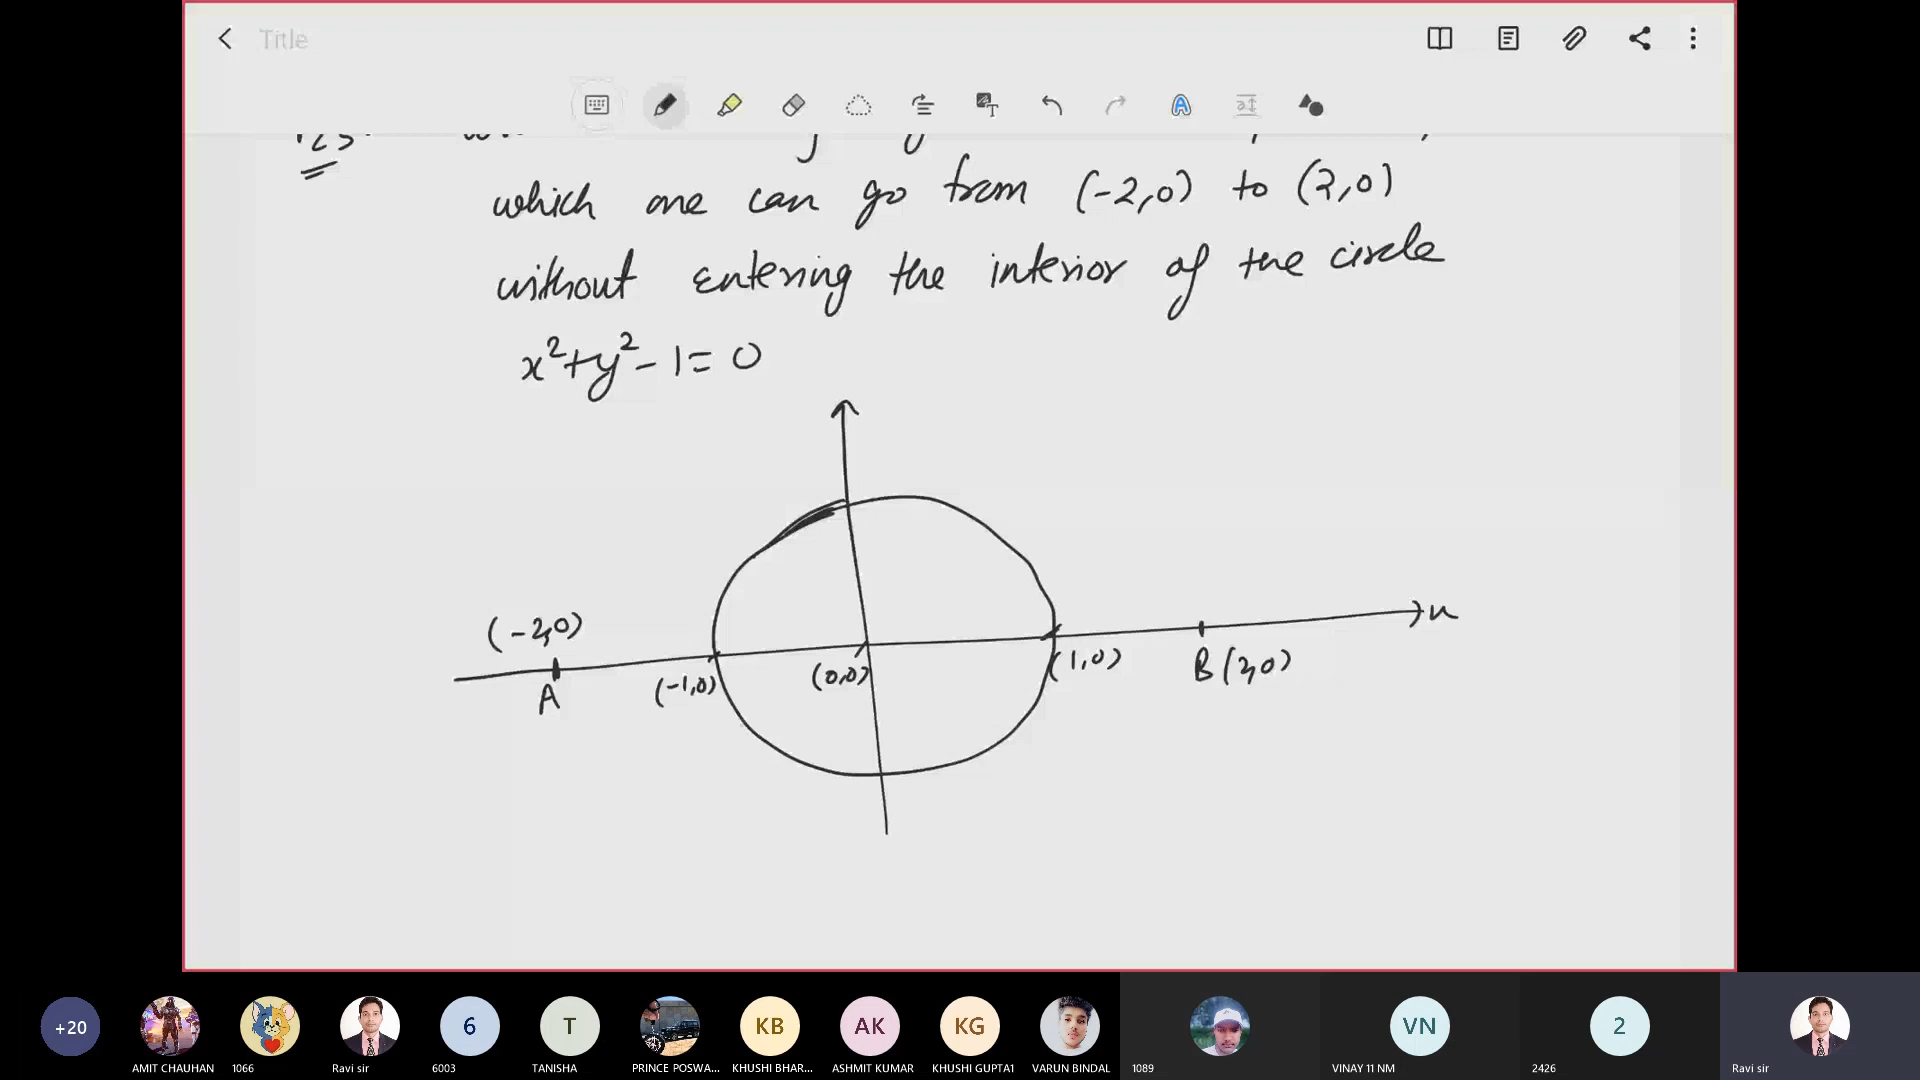 Title
which one can go from (-2,0) to (2,0)
without entering the interior of the circle
x²+y²-1=0
(-2,0)
A
(-1,0)
(0,0)
(1,0)
B(2,0)
x
+20
6
T
KB
AK
KG
VN
2
AMIT CHAUHAN
1066
Ravi sir
6003
TANISHA
PRINCE POSWA...
KHUSHI BHAR...
ASHMIT KUMAR
KHUSHI GUPTA1
VARUN BINDAL
1089
VINAY 11 NM
2426
Ravi sir